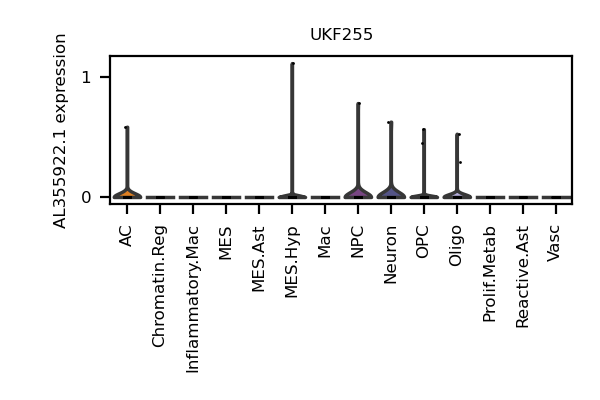 UKF255
AL355922.1 expression
1
0
AC
Chromatin.Reg
Inflammatory.Mac
MES
MES.Ast
MES.Hyp
Mac
NPC
Neuron
OPC
Oligo
Prolif.Metab
Reactive.Ast
Vasc